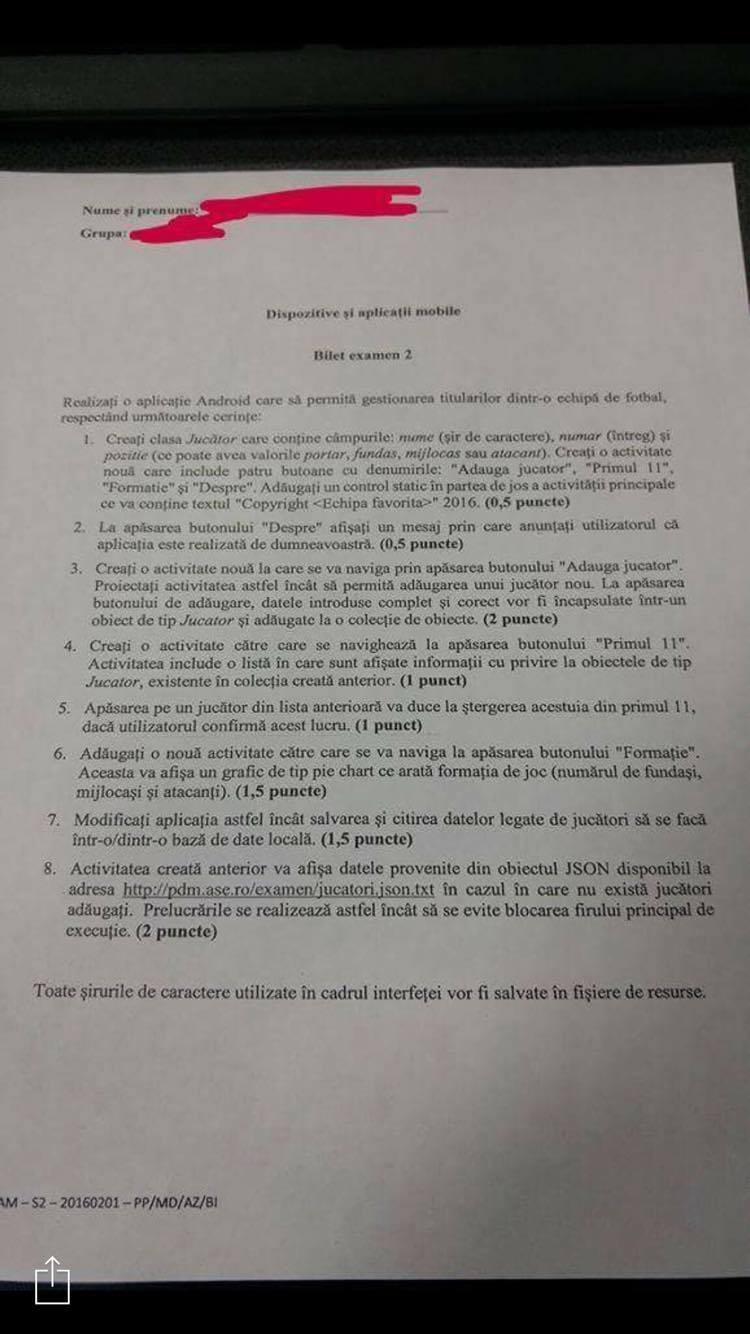 Nume și prenume:
Grupa:
Dispozitive și aplicații mobile
Bilet examen 2
Realizați o aplicație Android care să permită gestionarea titularilor dintr-o echipă de fotbal,
respectând următoarele cerințe:
1. Creați clasa Jucător care conține câmpurile: nume (șir de caractere), numar (întreg) și
pozitie (ce poate avea valorile portar, fundas, mijlocas sau atacant). Creați o activitate
nouă care include patru butoane cu denumirile: "Adauga jucator", "Primul 11",
"Formatie" și "Despre". Adăugați un control static în partea de jos a activității principale
ce va conține textul "Copyright <Echipa favorita>" 2016. (0,5 puncte)
2. La apăsarea butonului "Despre" afișați un mesaj prin care anunțați utilizatorul că
aplicația este realizată de dumneavoastră. (0,5 puncte)
3. Creați o activitate nouă la care se va naviga prin apăsarea butonului "Adauga jucator".
Proiectați activitatea astfel încât să permită adăugarea unui jucător nou. La apăsarea
butonului de adăugare, datele introduse complet și corect vor fi încapsulate într-un
obiect de tip Jucator și adăugate la o colecție de obiecte. (2 puncte)
4. Creați o activitate către care se navighează la apăsarea butonului "Primul 11".
Activitatea include o listă în care sunt afișate informații cu privire la obiectele de tip
Jucator, existente în colecția creată anterior. (1 punct)
5. Apăsarea pe un jucător din lista anterioară va duce la ștergerea acestuia din primul 11,
dacă utilizatorul confirmă acest lucru. (1 punct)
6. Adăugați o nouă activitate către care se va naviga la apăsarea butonului "Formație".
Aceasta va afișa un grafic de tip pie chart ce arată formația de joc (numărul de fundași,
mijlocași și atacanți). (1,5 puncte)
7. Modificați aplicația astfel încât salvarea și citirea datelor legate de jucători să se facă
într-o/dintr-o bază de date locală. (1,5 puncte)
8. Activitatea creată anterior va afișa datele provenite din obiectul JSON disponibil la
adresa http://pdm.ase.ro/examen/jucatori.json.txt în cazul în care nu există jucători
adăugați. Prelucrările se realizează astfel încât să se evite blocarea firului principal de
execuție. (2 puncte)
Toate șirurile de caractere utilizate în cadrul interfeței vor fi salvate în fișiere de resurse.
AM – S2 – 20160201 – PP/MD/AZ/BI